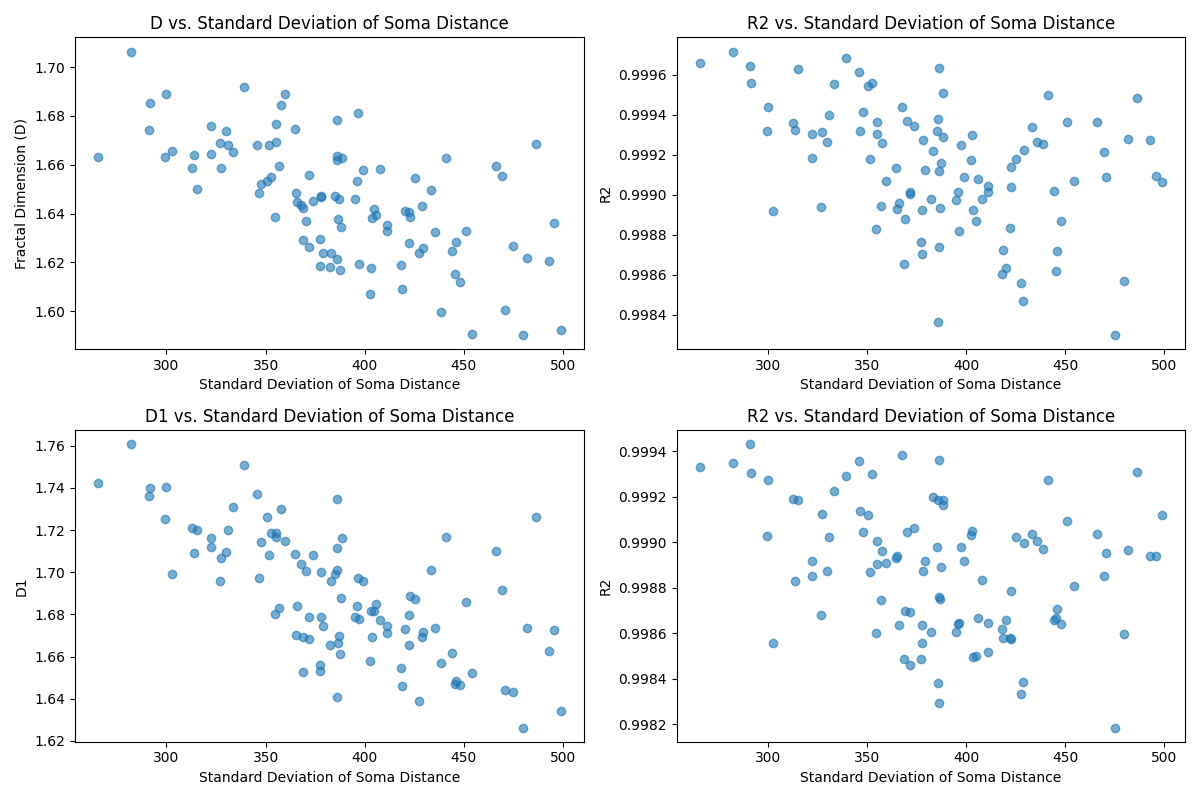 D vs. Standard Deviation of Soma Distance
Fractal Dimension (D)
1.70
1.68
1.66
1.64
1.62
1.60
300 350 400 450 500
Standard Deviation of Soma Distance
R2 vs. Standard Deviation of Soma Distance
R2
0.9996
0.9994
0.9992
0.9990
0.9988
0.9986
0.9984
300 350 400 450 500
Standard Deviation of Soma Distance
D1 vs. Standard Deviation of Soma Distance
D1
1.76
1.74
1.72
1.70
1.68
1.66
1.64
1.62
300 350 400 450 500
Standard Deviation of Soma Distance
R2 vs. Standard Deviation of Soma Distance
R2
0.9994
0.9992
0.9990
0.9988
0.9986
0.9984
0.9982
300 350 400 450 500
Standard Deviation of Soma Distance